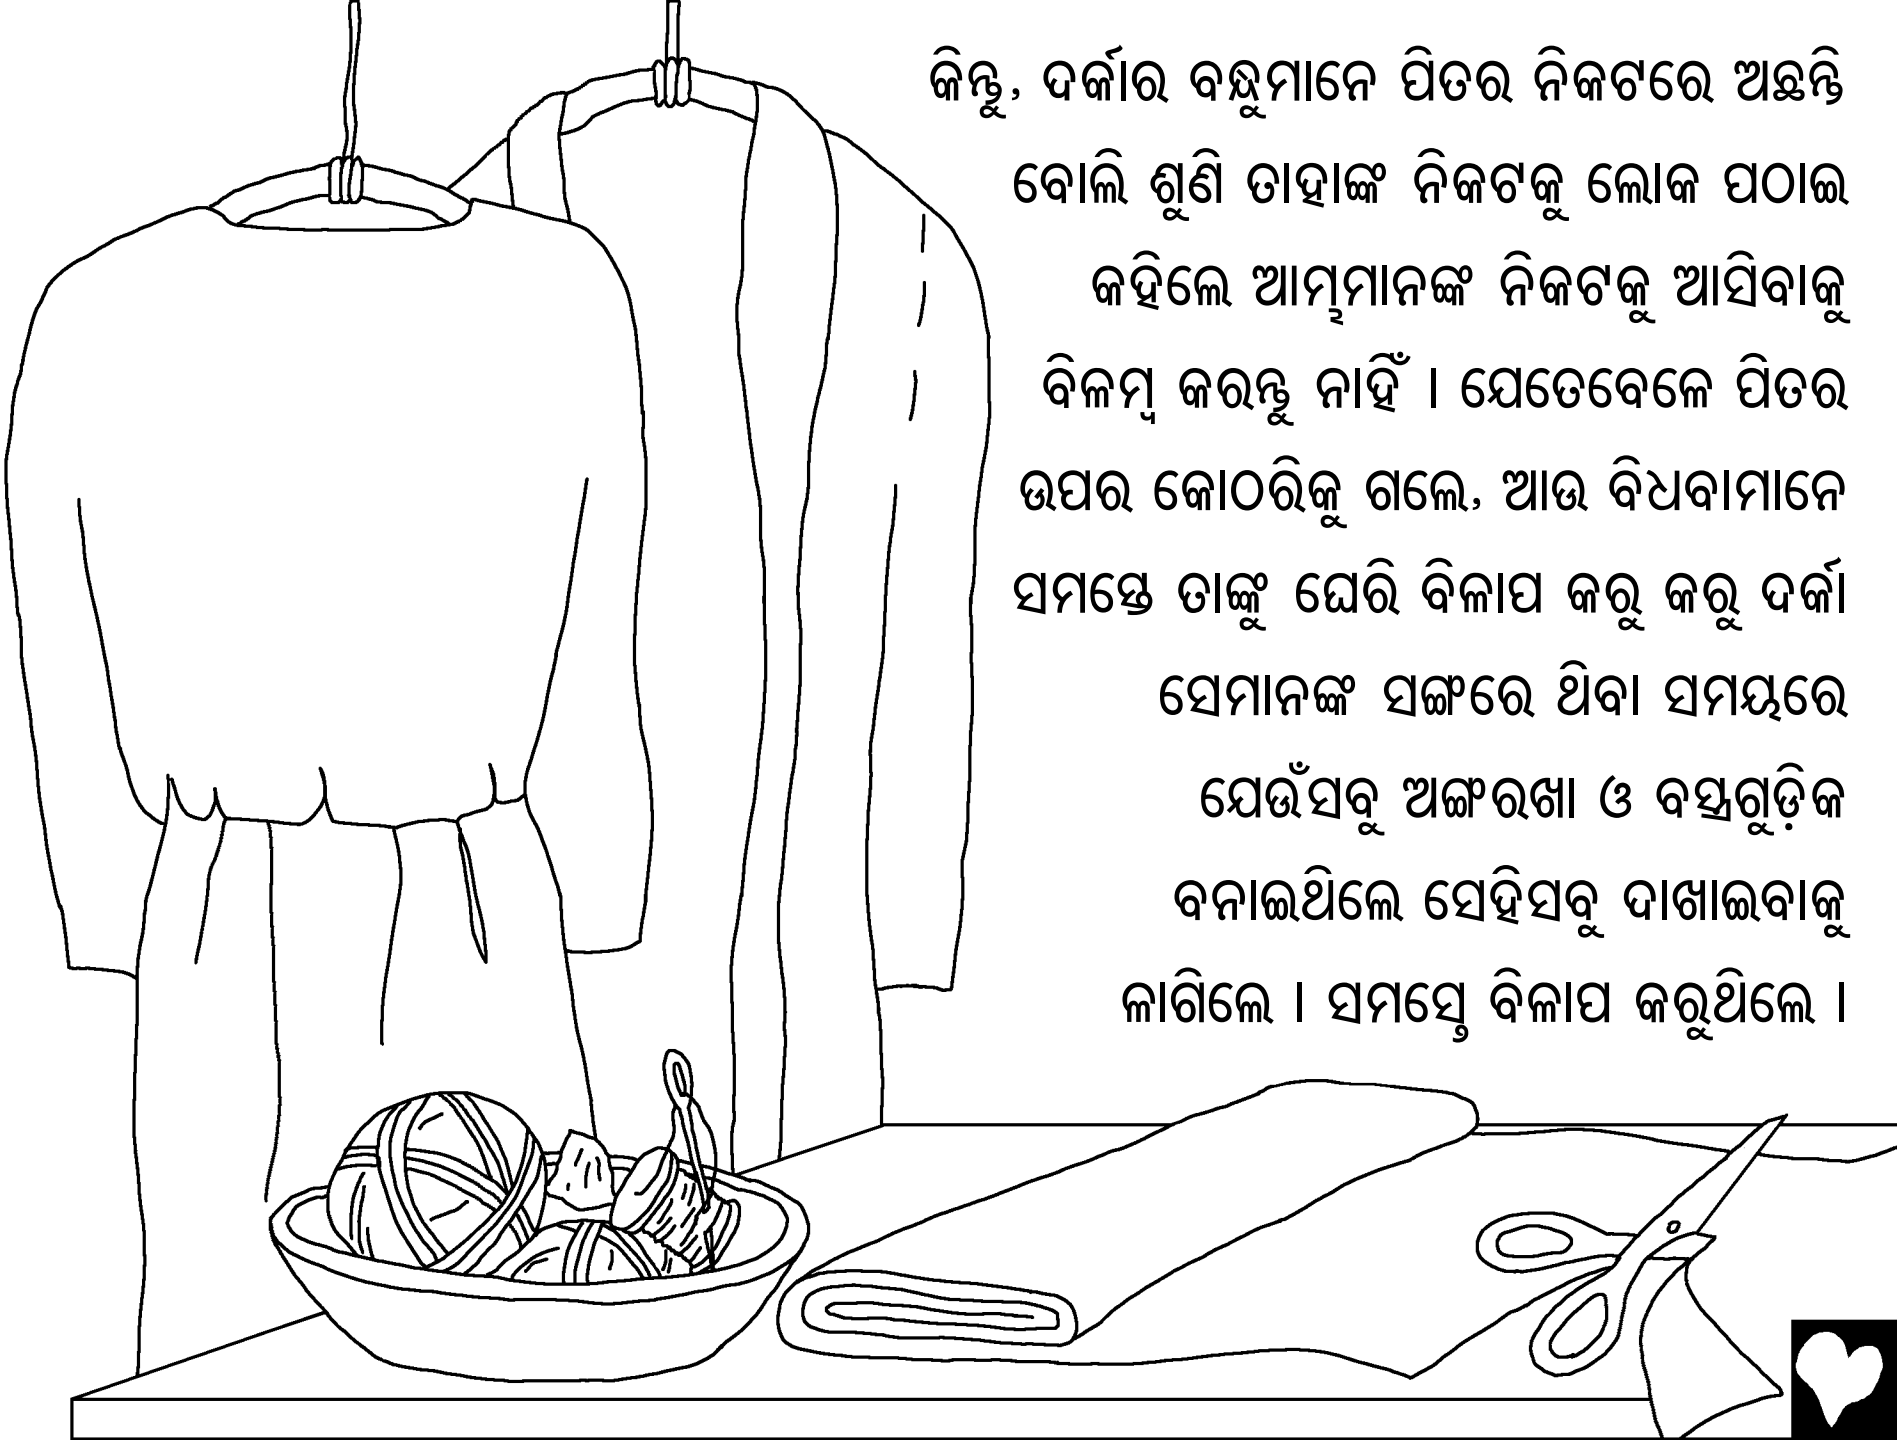 କିନ୍ତୁ, ଦର୍କାର ବନ୍ଧୁମାନେ ପିତର ନିକଟରେ ଅଛନ୍ତି
ବୋଲି ଶୁଣି ତାହାଙ୍କ ନିକଟକୁ ଲୋକ ପଠାଇ
କହିଲେ ଆମ୍ଭମାନଙ୍କ ନିକଟକୁ ଆସିବାକୁ
ବିଳମ୍ବ କରନ୍ତୁ ନାହିଁ । ଯେତେବେଳେ ପିତର
ଉପର କୋଠରିକୁ ଗଲେ, ଆଉ ବିଧବାମାନେ
ସମସ୍ତେ ତାଙ୍କୁ ଘେରି ବିଳାପ କରୁ କରୁ ଦର୍କା
ସେମାନଙ୍କ ସଙ୍ଗରେ ଥିବା ସମୟରେ
ଯେଉଁସବୁ ଅଙ୍ଗରଖା ଓ ବସ୍ତ୍ରଗୁଡ଼ିକ
ବନାଇଥିଲେ ସେହିସବୁ ଦାଖାଇବାକୁ
ଳାଗିଲେ । ସମସ୍ତେ ବିଳାପ କରୁଥିଲେ ।